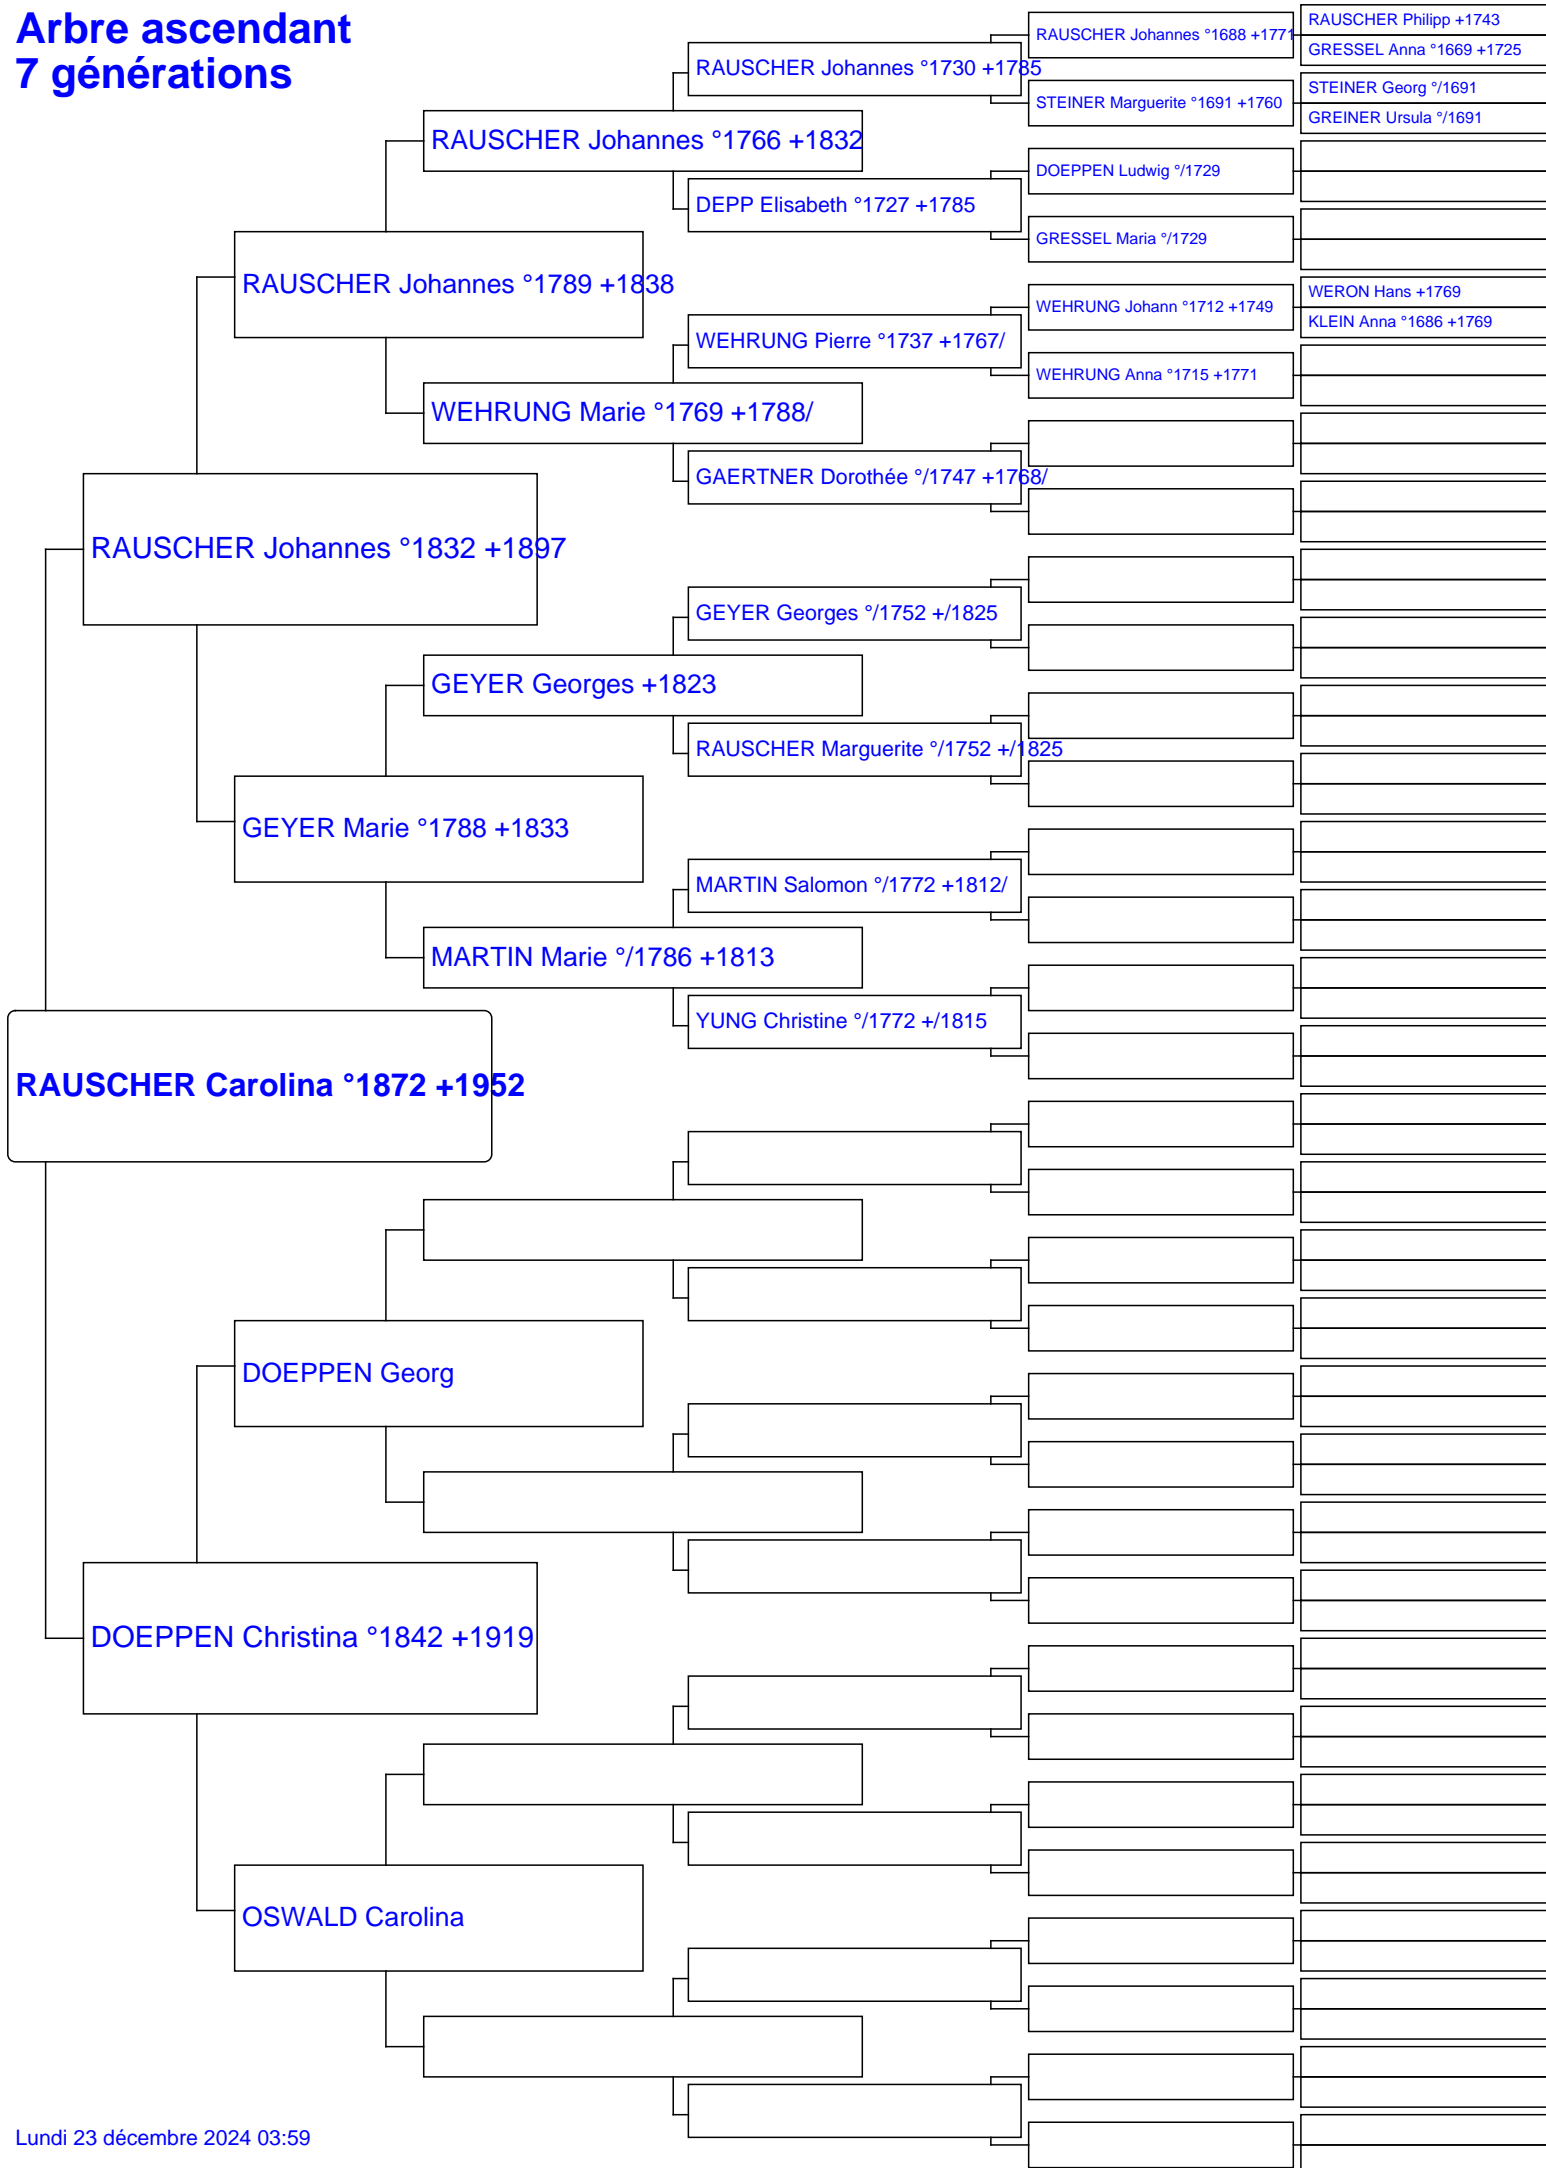 Arbre ascendant
7 générations
RAUSCHER Johannes °1688 +1771
RAUSCHER Philipp +1743
GRESSEL Anna °1669 +1725
RAUSCHER Johannes °1730 +1785
STEINER Marguerite °1691 +1760
STEINER Georg °/1691
GREINER Ursula °/1691
RAUSCHER Johannes °1766 +1832
DOEPPEN Ludwig °/1729
DEPP Elisabeth °1727 +1785
GRESSEL Maria °/1729
RAUSCHER Johannes °1789 +1838
WEHRUNG Johann °1712 +1749
WERON Hans +1769
KLEIN Anna °1686 +1769
WEHRUNG Pierre °1737 +1767/
WEHRUNG Anna °1715 +1771
WEHRUNG Marie °1769 +1788/
GAERTNER Dorothée °/1747 +1768/
RAUSCHER Johannes °1832 +1897
GEYER Georges °/1752 +/1825
GEYER Georges +1823
RAUSCHER Marguerite °/1752 +/1825
GEYER Marie °1788 +1833
MARTIN Salomon °/1772 +1812/
MARTIN Marie °/1786 +1813
YUNG Christine °/1772 +/1815
RAUSCHER Carolina °1872 +1952
DOEPPEN Georg
DOEPPEN Christina °1842 +1919
OSWALD Carolina
Lundi 23 décembre 2024 03:59